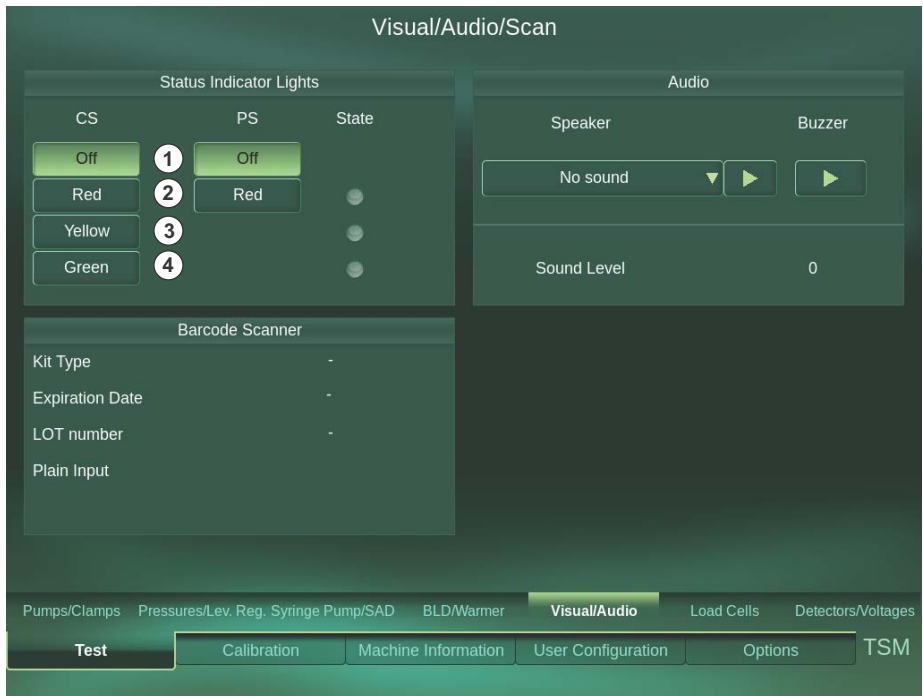 Visual/Audio/Scan
Status Indicator Lights
CS PS State
Off 1 Off
Red 2 Red
Yellow 3
Green 4
Audio
Speaker Buzzer
No sound
Sound Level 0
Barcode Scanner
Kit Type -
Expiration Date -
LOT number -
Plain Input
Pumps/Clamps Pressures/Lev. Reg. Syringe Pump/SAD BLD/Warmer Visual/Audio Load Cells Detectors/Voltages
Test Calibration Machine Information User Configuration Options TSM